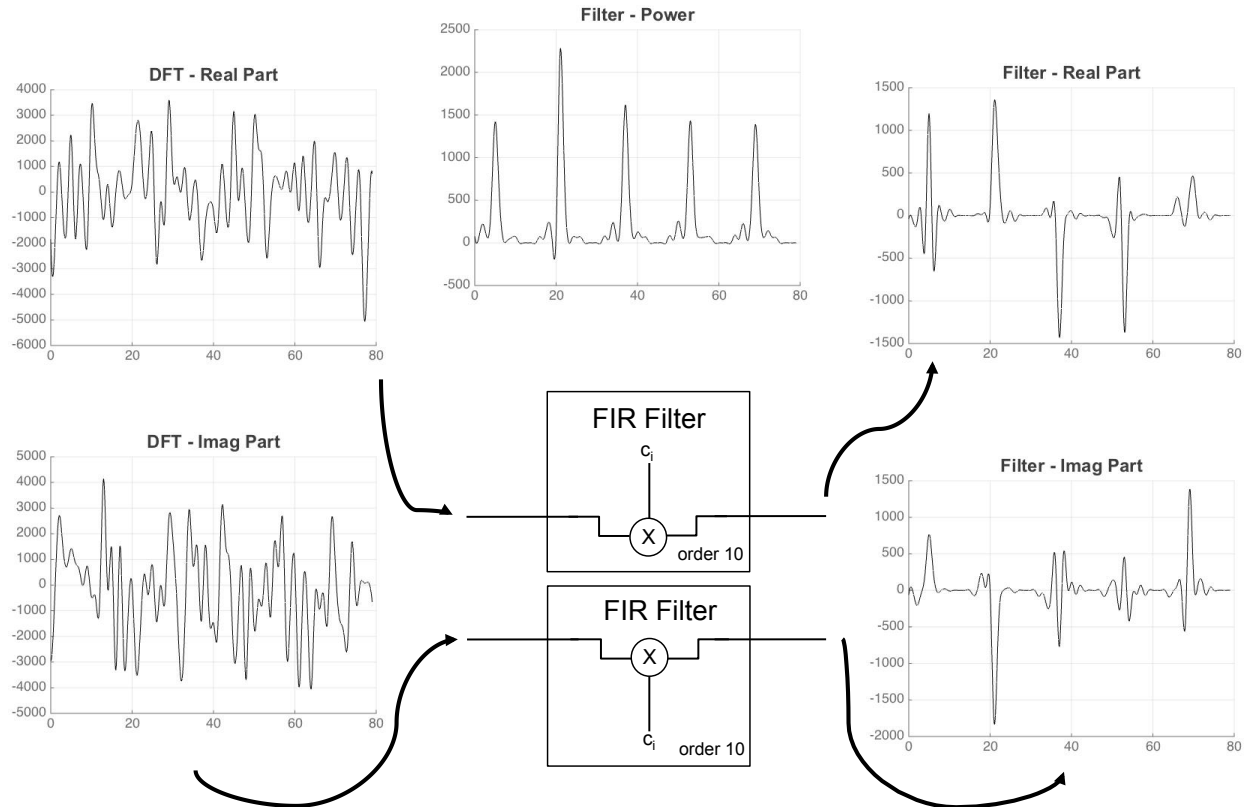 Filter - Power
2500
2000
1500
1000
500
0
-500
0 20 40 60 80
DFT - Real Part
4000
3000
2000
1000
0
-1000
-2000
-3000
-4000
-5000
-6000
0 20 40 60 80
Filter - Real Part
1500
1000
500
0
-500
-1000
-1500
0 20 40 60 80
FIR Filter
ci
X
order 10
DFT - Imag Part
5000
4000
3000
2000
1000
0
-1000
-2000
-3000
-4000
-5000
0 20 40 60 80
FIR Filter
X
ci
order 10
Filter - Imag Part
1500
1000
500
0
-500
-1000
-1500
-2000
0 20 40 60 80